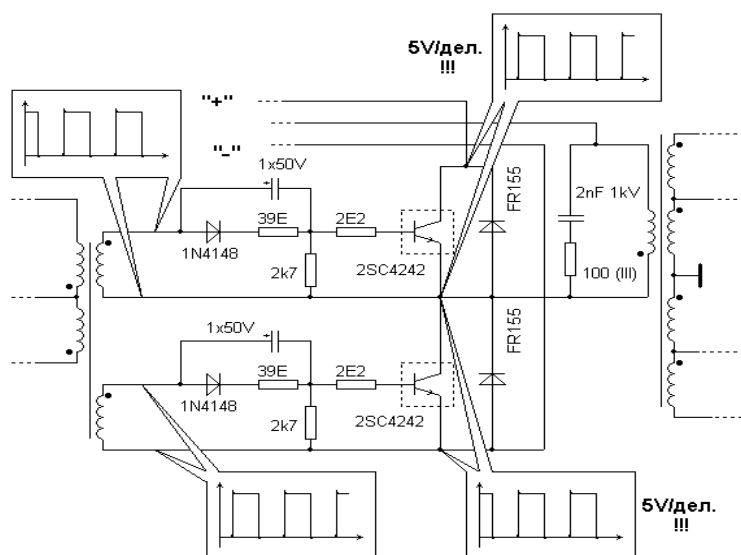 5V/дел.
!!!
"+"
"-"
1x50V
39E
2E2
1N4148
2k7
2SC4242
FR155
2nF 1kV
100 (III)
1x50V
39E
2E2
1N4148
2k7
2SC4242
FR155
5V/дел.
!!!